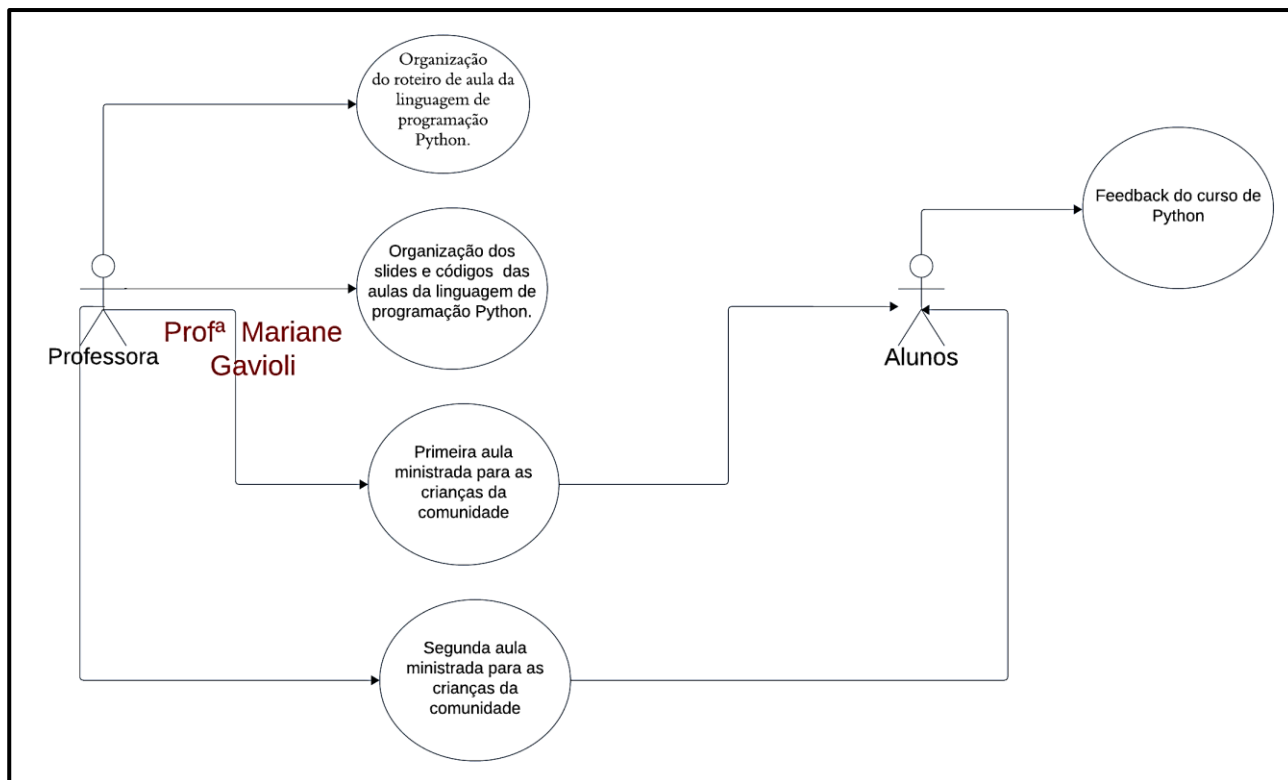 Organização
do roteiro de aula da
linguagem de
programação
Python.
Feedback do curso de
Python
Organização dos
slides e códigos das
aulas da linguagem de
programação Python.
Profª Mariane
Gavioli
Professora
Alunos
Primeira aula
ministrada para as
crianças da
comunidade
Segunda aula
ministrada para as
crianças da
comunidade